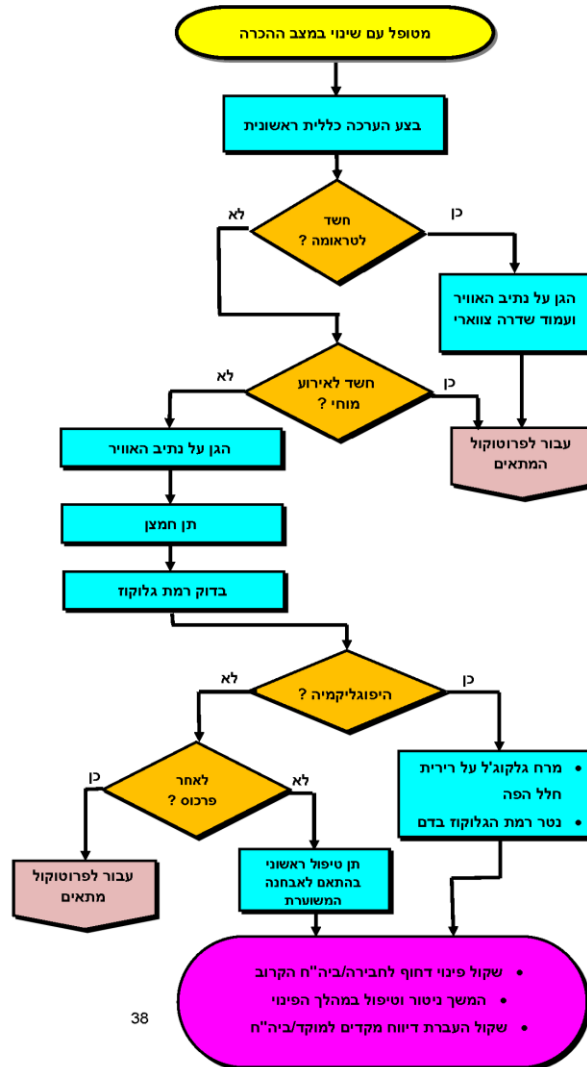 מטופל עם שינוי במצב ההכרה
בצע הערכה כללית ראשונית
חשד
לטראומה ?
לא
כן
הגן על נתיב האוויר
ועמוד שדרה צווארי
חשד לאירוע
מוחי ?
לא
כן
עבור לפרוטוקול
המתאים
הגן על נתיב האוויר
תן חמצן
בדוק רמת גלוקוז
היפוגליקמיה ?
לא
כן
• מרח גלקוג'ל על רירית
חלל הפה
• נטר רמת הגלוקוז בדם
לאחר
פרכוס ?
כן
לא
עבור לפרוטוקול
מתאים
תן טיפול ראשוני
בהתאם לאבחנה
המשוערת
• שקול פינוי דחוף לחבירה/ביה"ח הקרוב
• המשך ניטור וטיפול במהלך הפינוי
• שקול העברת דיווח מקדים למוקד/ביה"ח
38